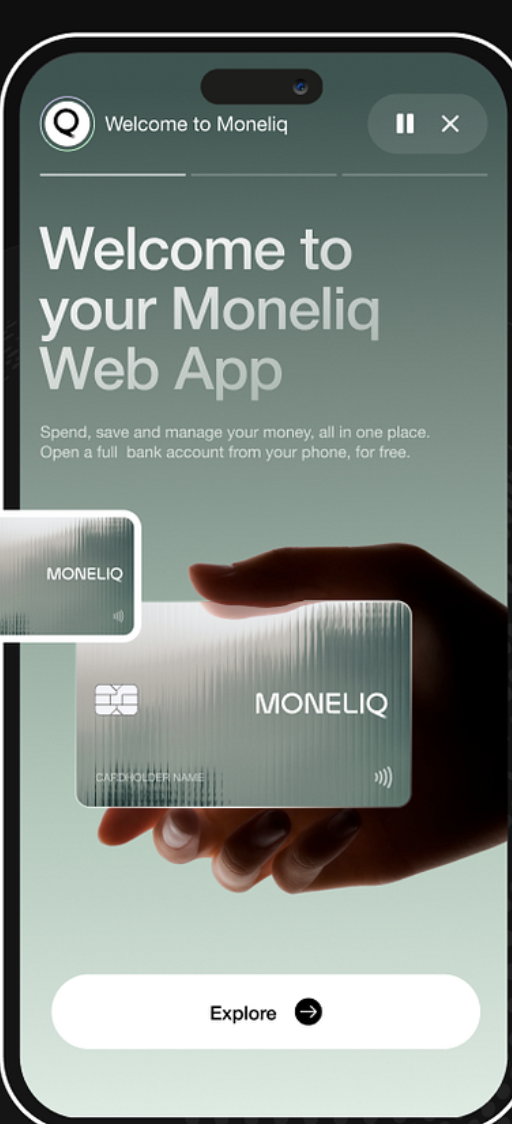 Q Welcome to Moneliq
Welcome to
your Moneliq
Web App
Spend, save and manage your money, all in one place.
Open a full  bank account from your phone, for free.
MONELIQ
MONELIQ
CARDHOLDER NAME
Explore